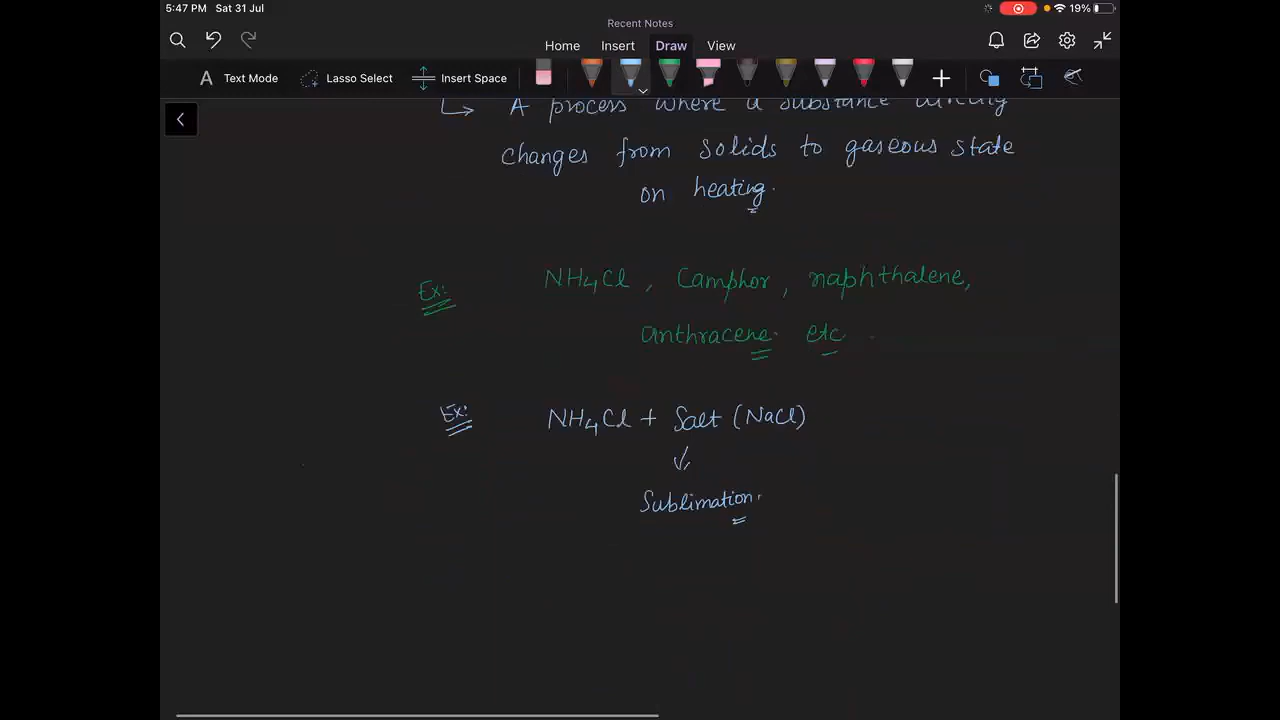 5:47 PM Sat 31 Jul
19%
Recent Notes
Home Insert Draw View
A Text Mode Lasso Select Insert Space
↳ A process where a substance directly
changes from solids to gaseous state
on heating.
Ex: NH4Cl, Camphor, naphthalene,
anthracene. etc.
Ex: NH4Cl + Salt (NaCl)
↓
Sublimation.